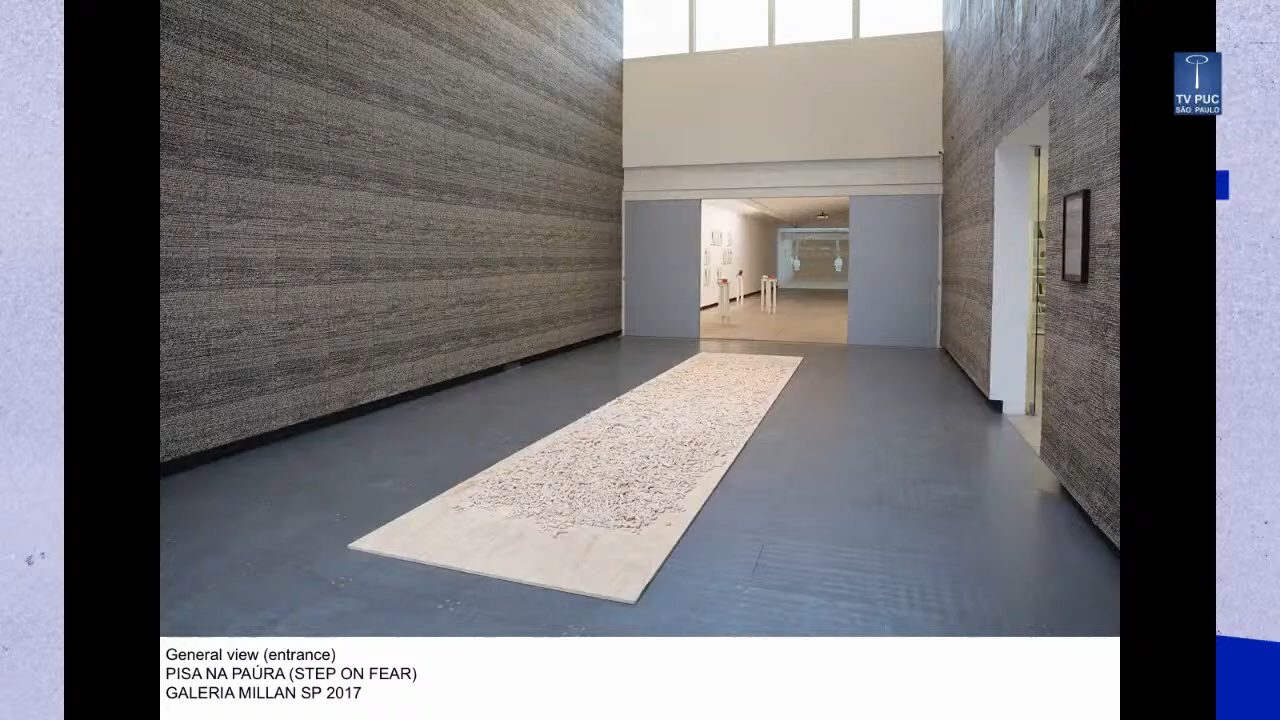 TV PUC
SÃO PAULO
General view (entrance)
PISA NA PAÚRA (STEP ON FEAR)
GALERIA MILLAN SP 2017